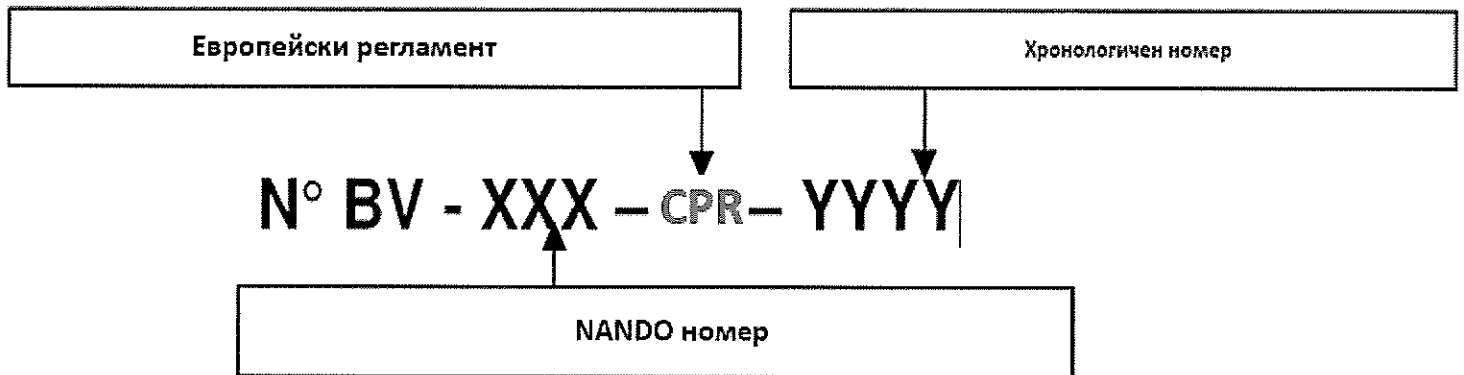 Европейски регламент
Хронологичен номер
N° BV - XXX – CPR – YYYY
NANDO номер